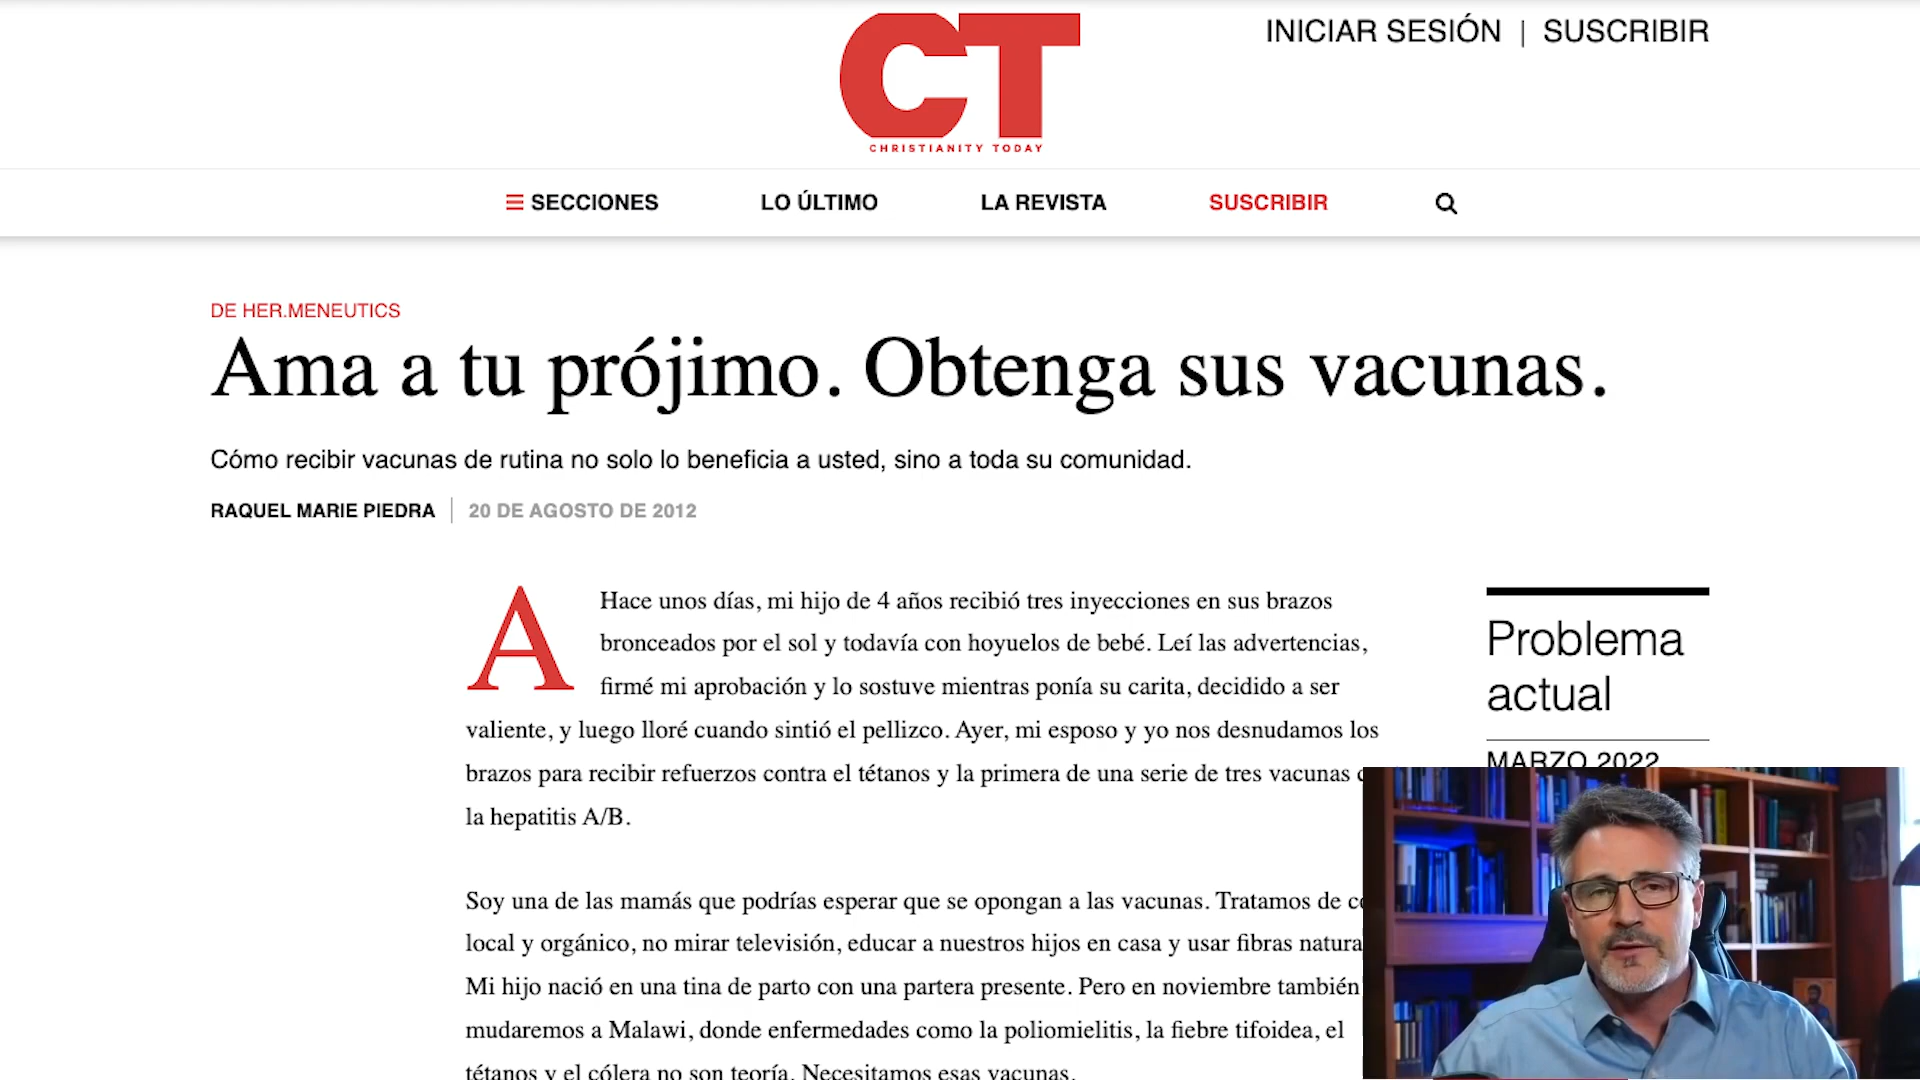 CT
CHRISTIANITY TODAY
INICIAR SESIÓN | SUSCRIBIR
SECCIONES
LO ÚLTIMO
LA REVISTA
SUSCRIBIR
DE HER.MENEUTICS
Ama a tu prójimo. Obtenga sus vacunas.
Cómo recibir vacunas de rutina no solo lo beneficia a usted, sino a toda su comunidad.
RAQUEL MARIE PIEDRA | 20 DE AGOSTO DE 2012
A Hace unos días, mi hijo de 4 años recibió tres inyecciones en sus brazos
bronceados por el sol y todavía con hoyuelos de bebé. Leí las advertencias,
firmé mi aprobación y lo sostuve mientras ponía su carita, decidido a ser
valiente, y luego lloré cuando sintió el pellizco. Ayer, mi esposo y yo nos desnudamos los
brazos para recibir refuerzos contra el tétanos y la primera de una serie de tres vacunas
la hepatitis A/B.
Soy una de las mamás que podrías esperar que se opongan a las vacunas. Tratamos de
local y orgánico, no mirar televisión, educar a nuestros hijos en casa y usar fibras
Mi hijo nació en una tina de parto con una partera presente. Pero en noviembre también
mudaremos a Malawi, donde enfermedades como la poliomielitis, la fiebre tifoidea, el
tétanos y el cólera no son teoría. Necesitamos esas vacunas.
Problema
actual
MARZO 2022